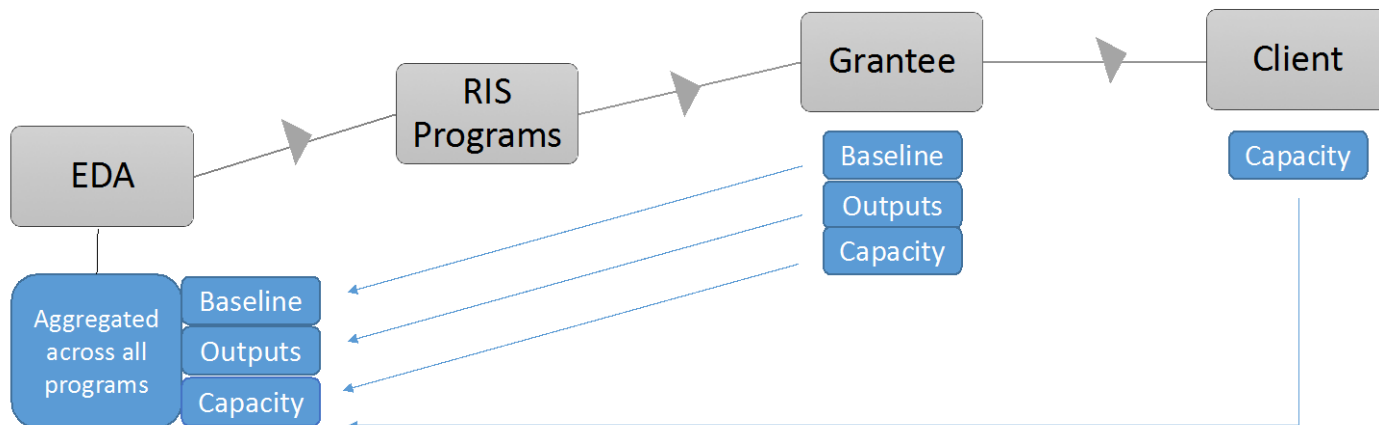 EDA
RIS
Programs
Grantee
Client
Baseline
Outputs
Capacity
Capacity
Aggregated
across all
programs
Baseline
Outputs
Capacity